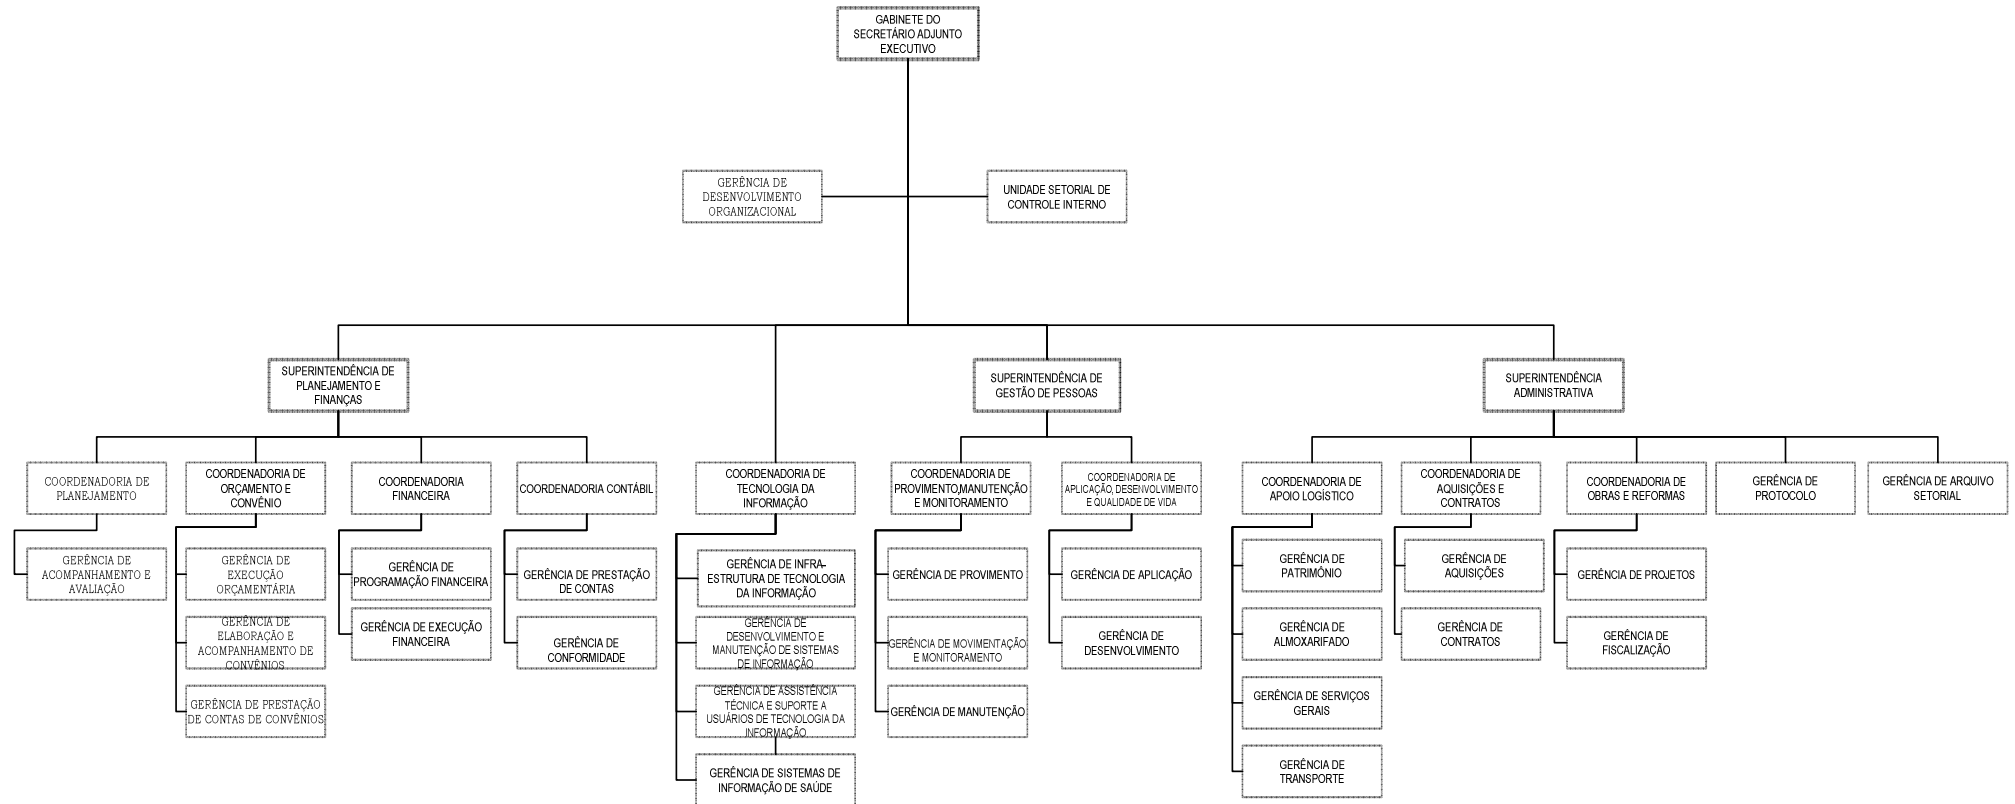 GABINETE DO
SECRETÁRIO ADJUNTO
EXECUTIVO
GERÊNCIA DE
DESENVOLVIMENTO
ORGANIZACIONAL
UNIDADE SETORIAL DE
CONTROLE INTERNO
SUPERINTENDÊNCIA DE
PLANEJAMENTO E
FINANÇAS
SUPERINTENDÊNCIA DE
GESTÃO DE PESSOAS
SUPERINTENDÊNCIA
ADMINISTRATIVA
COORDENADORIA DE
PLANEJAMENTO
COORDENADORIA DE
ORÇAMENTO E
CONVÊNIO
COORDENADORIA
FINANCEIRA
COORDENADORIA CONTÁBIL
COORDENADORIA DE
TECNOLOGIA DA
INFORMAÇÃO
COORDENADORIA DE
PROVIMENTO,MANUTENÇÃO
E MONITORAMENTO
COORDENADORIA DE
APLICAÇÃO, DESENVOLVIMENTO
E QUALIDADE DE VIDA
COORDENADORIA DE
APOIO LOGÍSTICO
COORDENADORIA DE
AQUISIÇÕES E
CONTRATOS
COORDENADORIA DE
OBRAS E REFORMAS
GERÊNCIA DE
PROTOCOLO
GERÊNCIA DE ARQUIVO
SETORIAL
GERÊNCIA DE
ACOMPANHAMENTO E
AVALIAÇÃO
GERÊNCIA DE
EXECUÇÃO
ORÇAMENTÁRIA
GERÊNCIA DE
ELABORAÇÃO E
ACOMPANHAMENTO DE
CONVÊNIOS
GERÊNCIA DE PRESTAÇÃO
DE CONTAS DE CONVÊNIOS
GERÊNCIA DE
PROGRAMAÇÃO FINANCEIRA
GERÊNCIA DE EXECUÇÃO
FINANCEIRA
GERÊNCIA DE PRESTAÇÃO
DE CONTAS
GERÊNCIA DE
CONFORMIDADE
GERÊNCIA DE INFRA-
ESTRUTURA DE TECNOLOGIA
DA INFORMAÇÃO
GERÊNCIA DE
DESENVOLVIMENTO E
MANUTENÇÃO DE SISTEMAS
DE INFORMAÇÃO
GERÊNCIA DE ASSISTÊNCIA
TÉCNICA E SUPORTE A
USUÁRIOS DE TECNOLOGIA DA
INFORMAÇÃO
GERÊNCIA DE SISTEMAS DE
INFORMAÇÃO DE SAÚDE
GERÊNCIA DE PROVIMENTO
GERÊNCIA DE MOVIMENTAÇÃO
E MONITORAMENTO
GERÊNCIA DE MANUTENÇÃO
GERÊNCIA DE APLICAÇÃO
GERÊNCIA DE
DESENVOLVIMENTO
GERÊNCIA DE
PATRIMÔNIO
GERÊNCIA DE
ALMOXARIFADO
GERÊNCIA DE SERVIÇOS
GERAIS
GERÊNCIA DE
TRANSPORTE
GERÊNCIA DE
AQUISIÇÕES
GERÊNCIA DE
CONTRATOS
GERÊNCIA DE PROJETOS
GERÊNCIA DE
FISCALIZAÇÃO